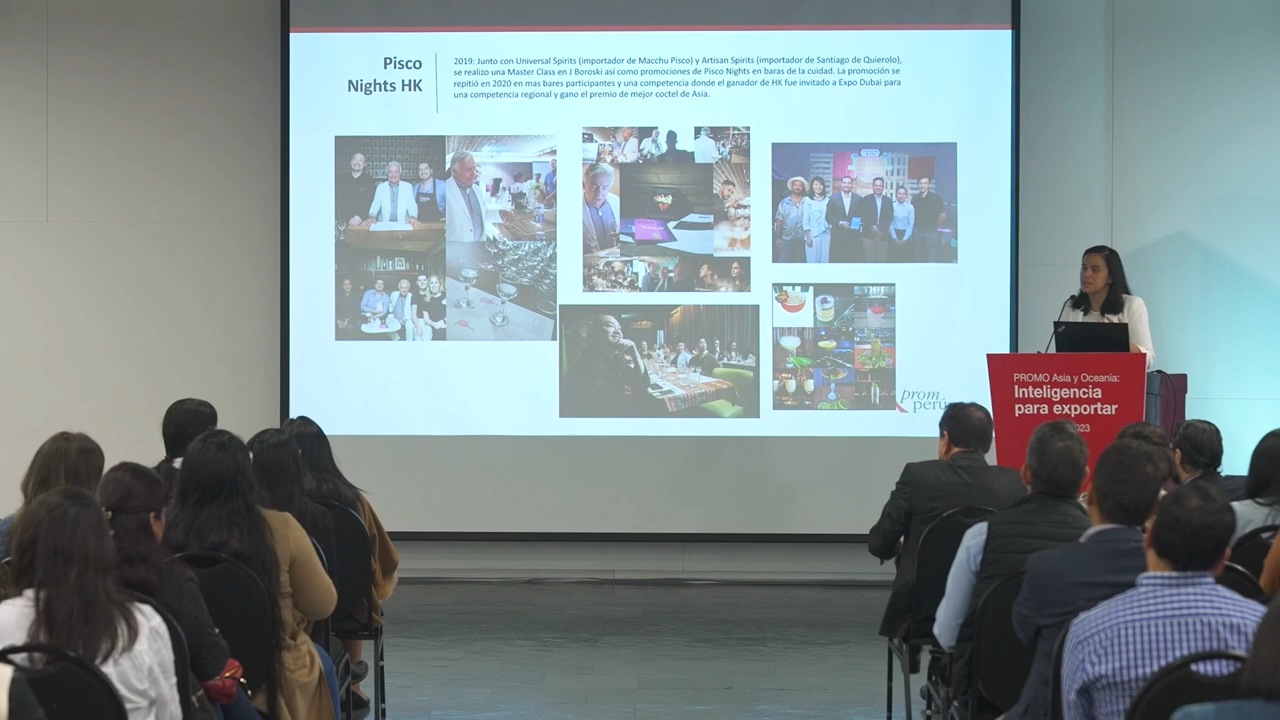 Pisco
Nights HK
2019: Junto con Universal Spirits (importador de Macchu Pisco) y Artisan Spirits (importador de Santiago de Quierolo),
se realizo una Master Class en J Boroski así como promociones de Pisco Nights en baras de la cuidad. La promoción se
repitió en 2020 en mas bares participantes y una competencia donde el ganador de HK fue invitado a Expo Dubai para
una competencia regional y gano el premio de mejor coctel de Asia.
prom
perú
PROMO Asia y Oceanía:
Inteligencia
para exportar
023